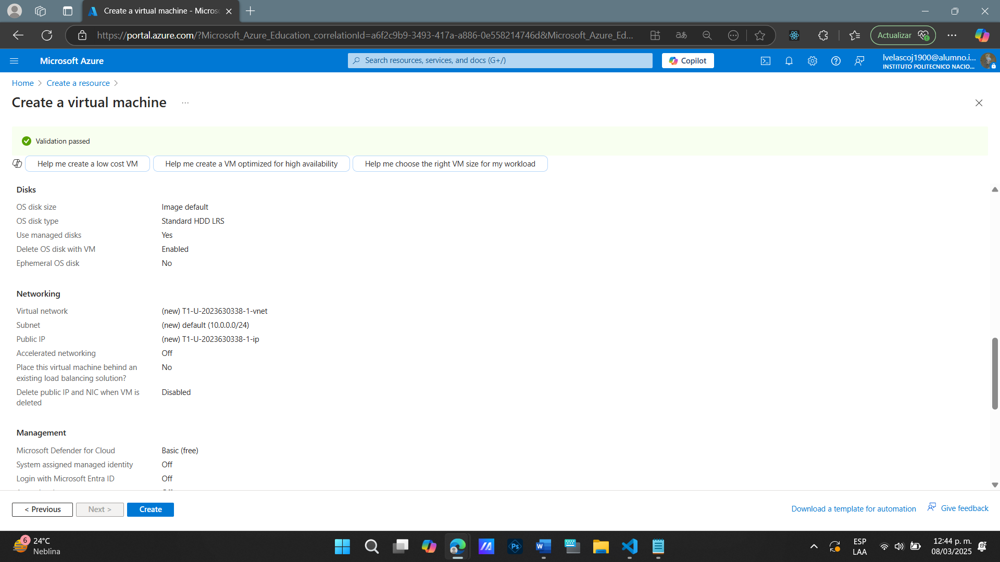 Create a virtual machine - Micros
https://portal.azure.com/?Microsoft_Azure_Education_correlationId=a6f2c9b9-3493-417a-a886-0e558214746d&Microsoft_Azure_Ed...
Actualizar
Microsoft Azure
Search resources, services, and docs (G+/)
Copilot
lvelascoj1900@alumno.i...
INSTITUTO POLITECNICO NACIO...
Home > Create a resource >
Create a virtual machine ...
Validation passed
Help me create a low cost VM
Help me create a VM optimized for high availability
Help me choose the right VM size for my workload
Disks
OS disk size Image default
OS disk type Standard HDD LRS
Use managed disks Yes
Delete OS disk with VM Enabled
Ephemeral OS disk No
Networking
Virtual network (new) T1-U-2023630338-1-vnet
Subnet (new) default (10.0.0.0/24)
Public IP (new) T1-U-2023630338-1-ip
Accelerated networking Off
Place this virtual machine behind an No
existing load balancing solution?
Delete public IP and NIC when VM is Disabled
deleted
Management
Microsoft Defender for Cloud Basic (free)
System assigned managed identity Off
Login with Microsoft Entra ID Off
< Previous
Next >
Create
Download a template for automation
Give feedback
6
24°C
Neblina
ESP
LAA
12:44 p. m.
08/03/2025